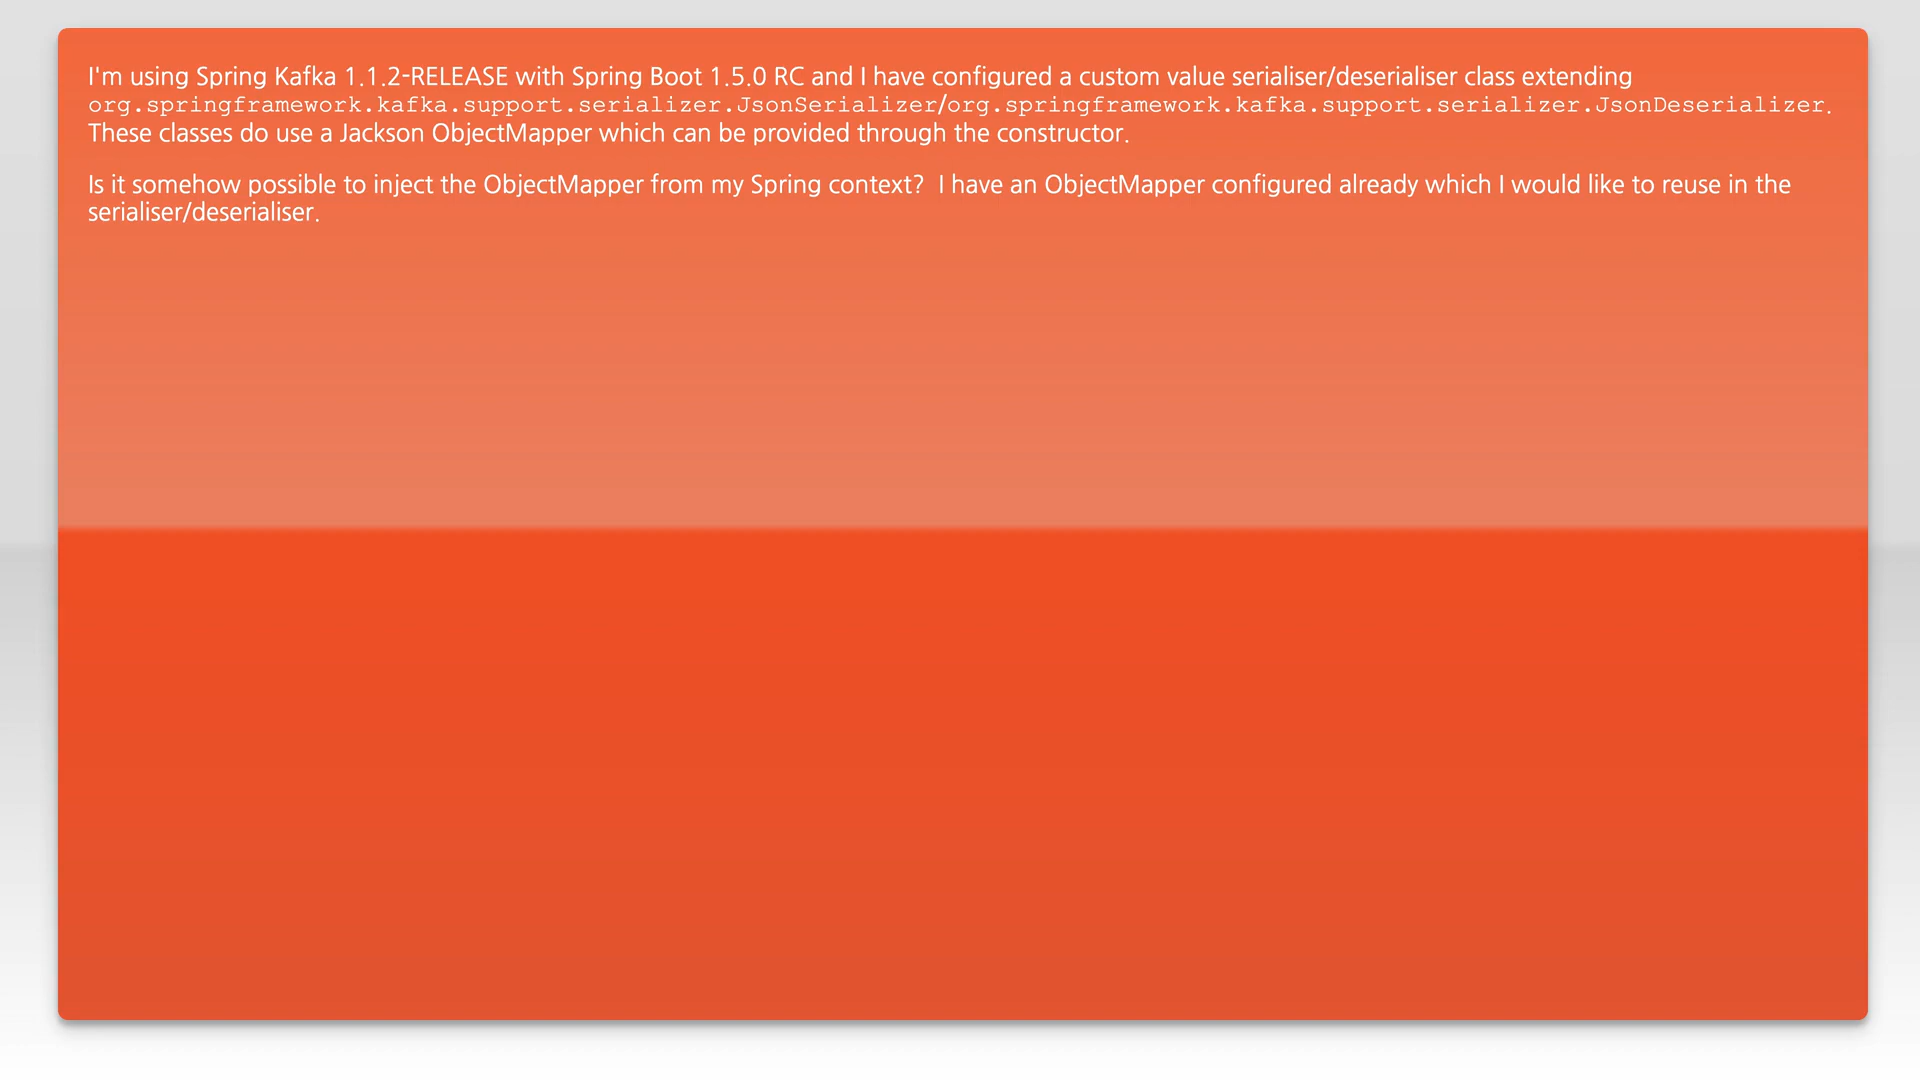 I'm using Spring Kafka 1.1.2-RELEASE with Spring Boot 1.5.0 RC and I have configured a custom value serialiser/deserialiser class extending
org.springframework.kafka.support.serializer.JsonSerializer/org.springframework.kafka.support.serializer.JsonDeserializer.
These classes do use a Jackson ObjectMapper which can be provided through the constructor.
Is it somehow possible to inject the ObjectMapper from my Spring context?  I have an ObjectMapper configured already which I would like to reuse in the
serialiser/deserialiser.